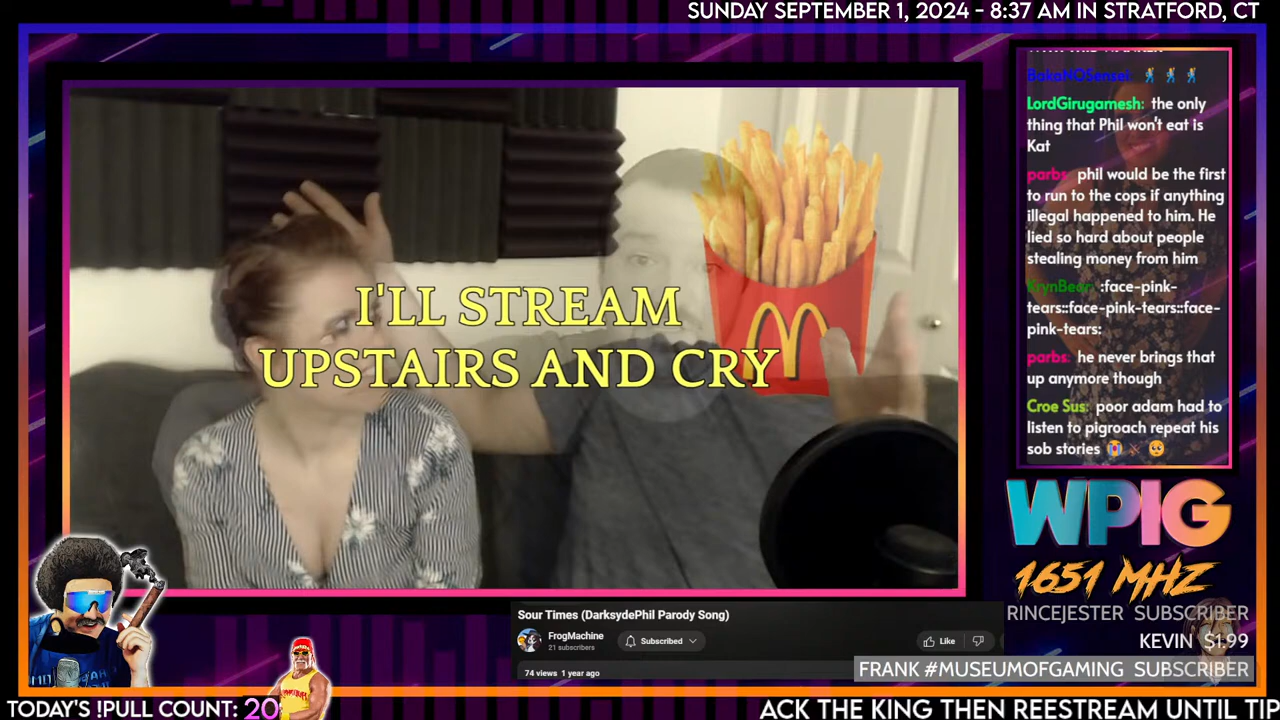 SUNDAY SEPTEMBER 1, 2024 - 8:37 AM IN STRATFORD, CT
BakaNOSensei
LordGirugamesh: the only
thing that Phil won't eat is
Kat
parbs: phil would be the first
to run to the cops if anything
illegal happened to him. He
lied so hard about people
stealing money from him
KrynBean: :face-pink-
tears::face-pink-tears::face-
pink-tears:
parbs: he never brings that
up anymore though
Croe Sus: poor adam had to
listen to pigroach repeat his
sob stories
I'LL STREAM
UPSTAIRS AND CRY
WPIG
1651 MHZ
RINCEJESTER SUBSCRIBER
KEVIN $1.99
FRANK #MUSEUMOFGAMING SUBSCRIBER
Sour Times (DarksydePhil Parody Song)
FrogMachine
21 subscribers
Subscribed
Like
74 views 1 year ago
TODAY'S !PULL COUNT: 20
ACK THE KING THEN REESTREAM UNTIL TIP